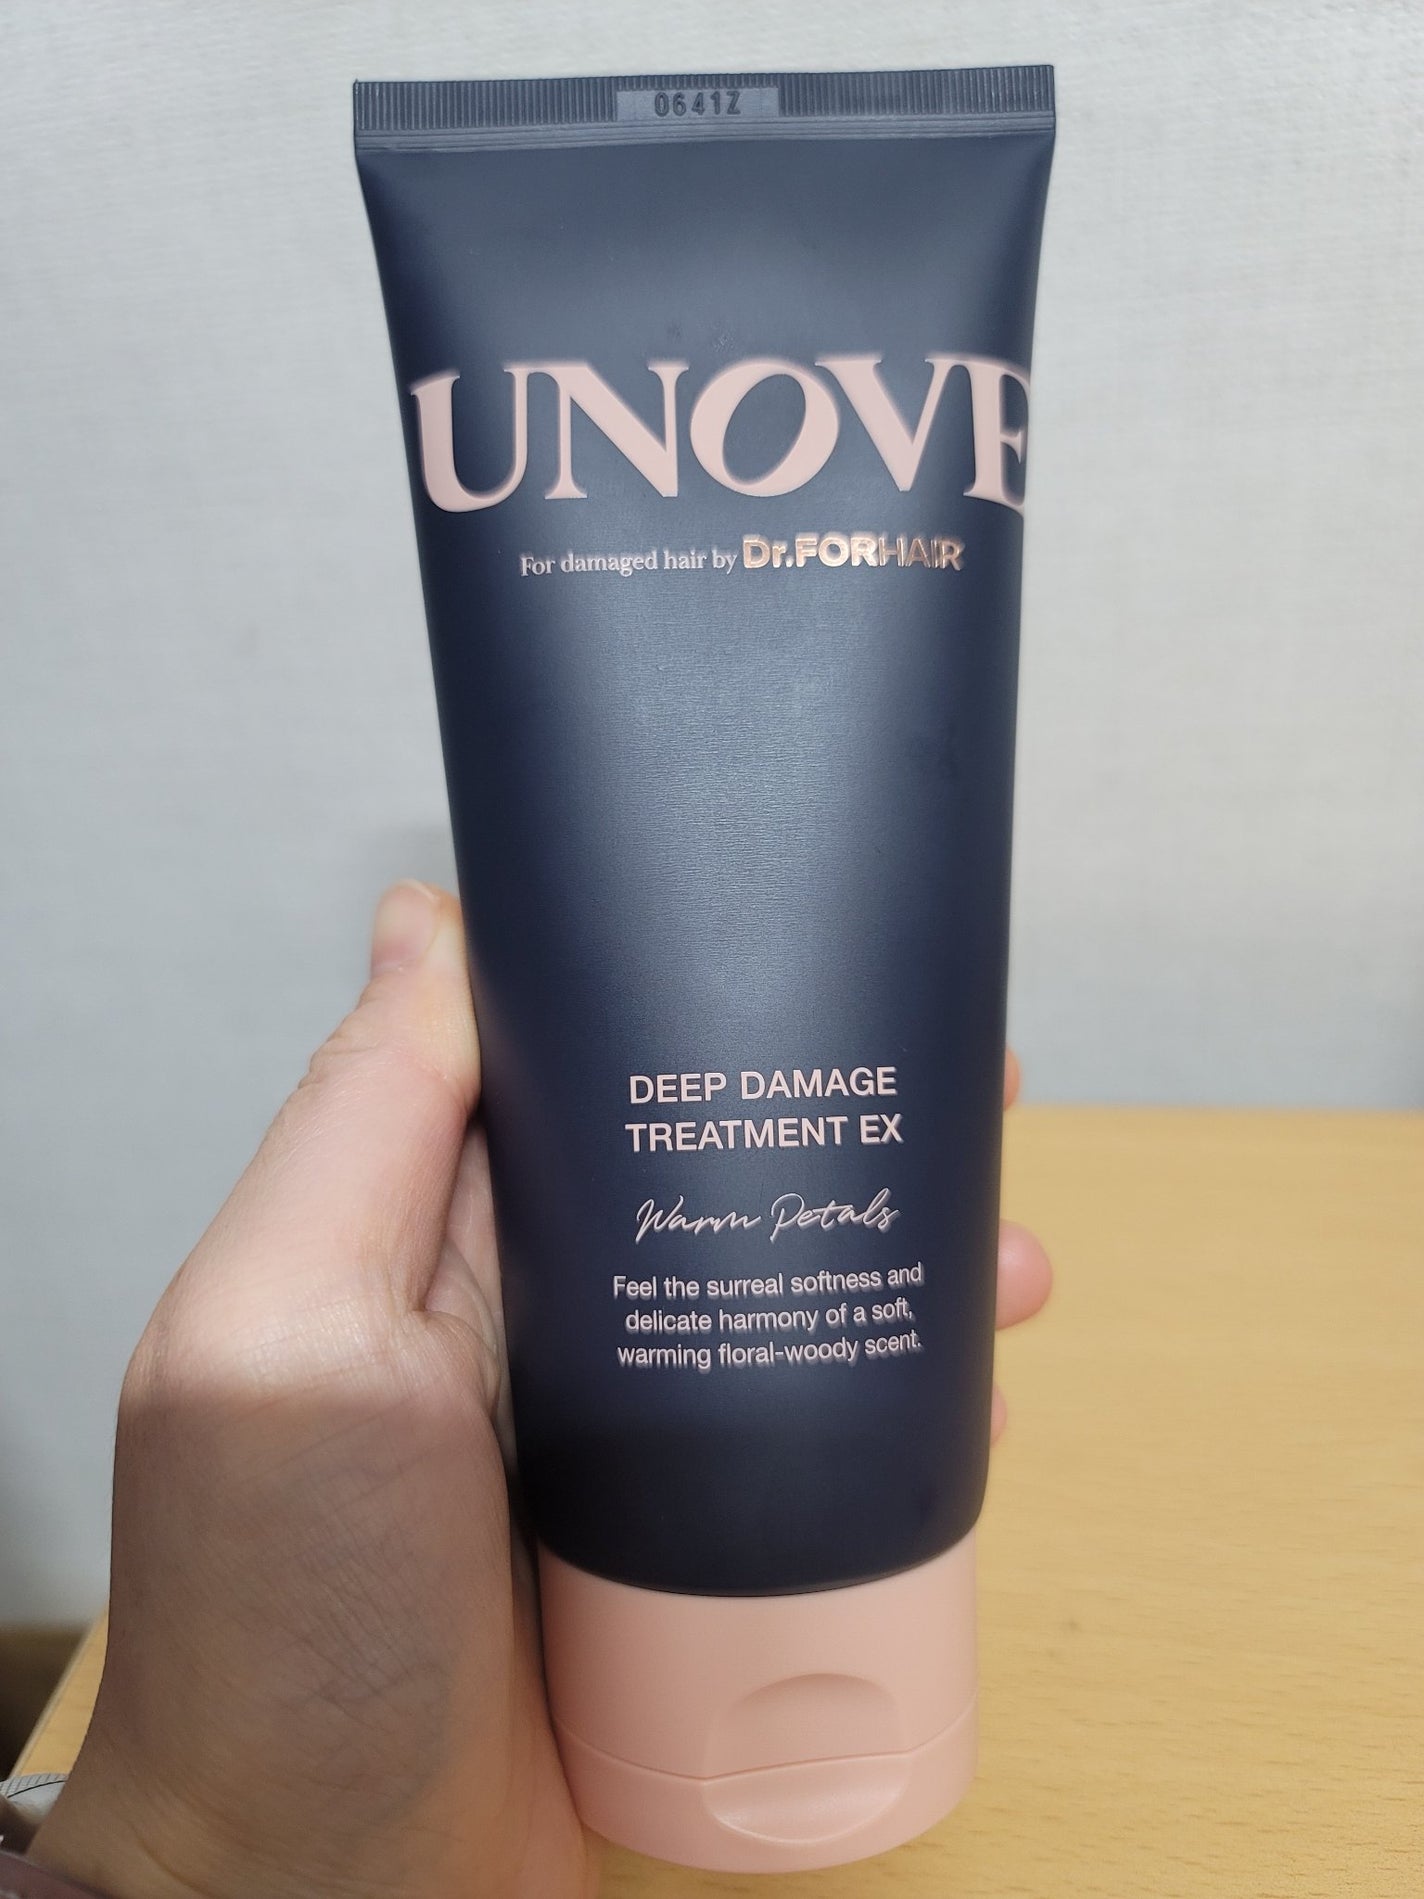 0641Z
UNOVE
For damaged hair by Dr.FORHAIR
DEEP DAMAGE
TREATMENT EX
Warm Petals
Feel the surreal softness and
delicate harmony of a soft,
warming floral-woody scent.